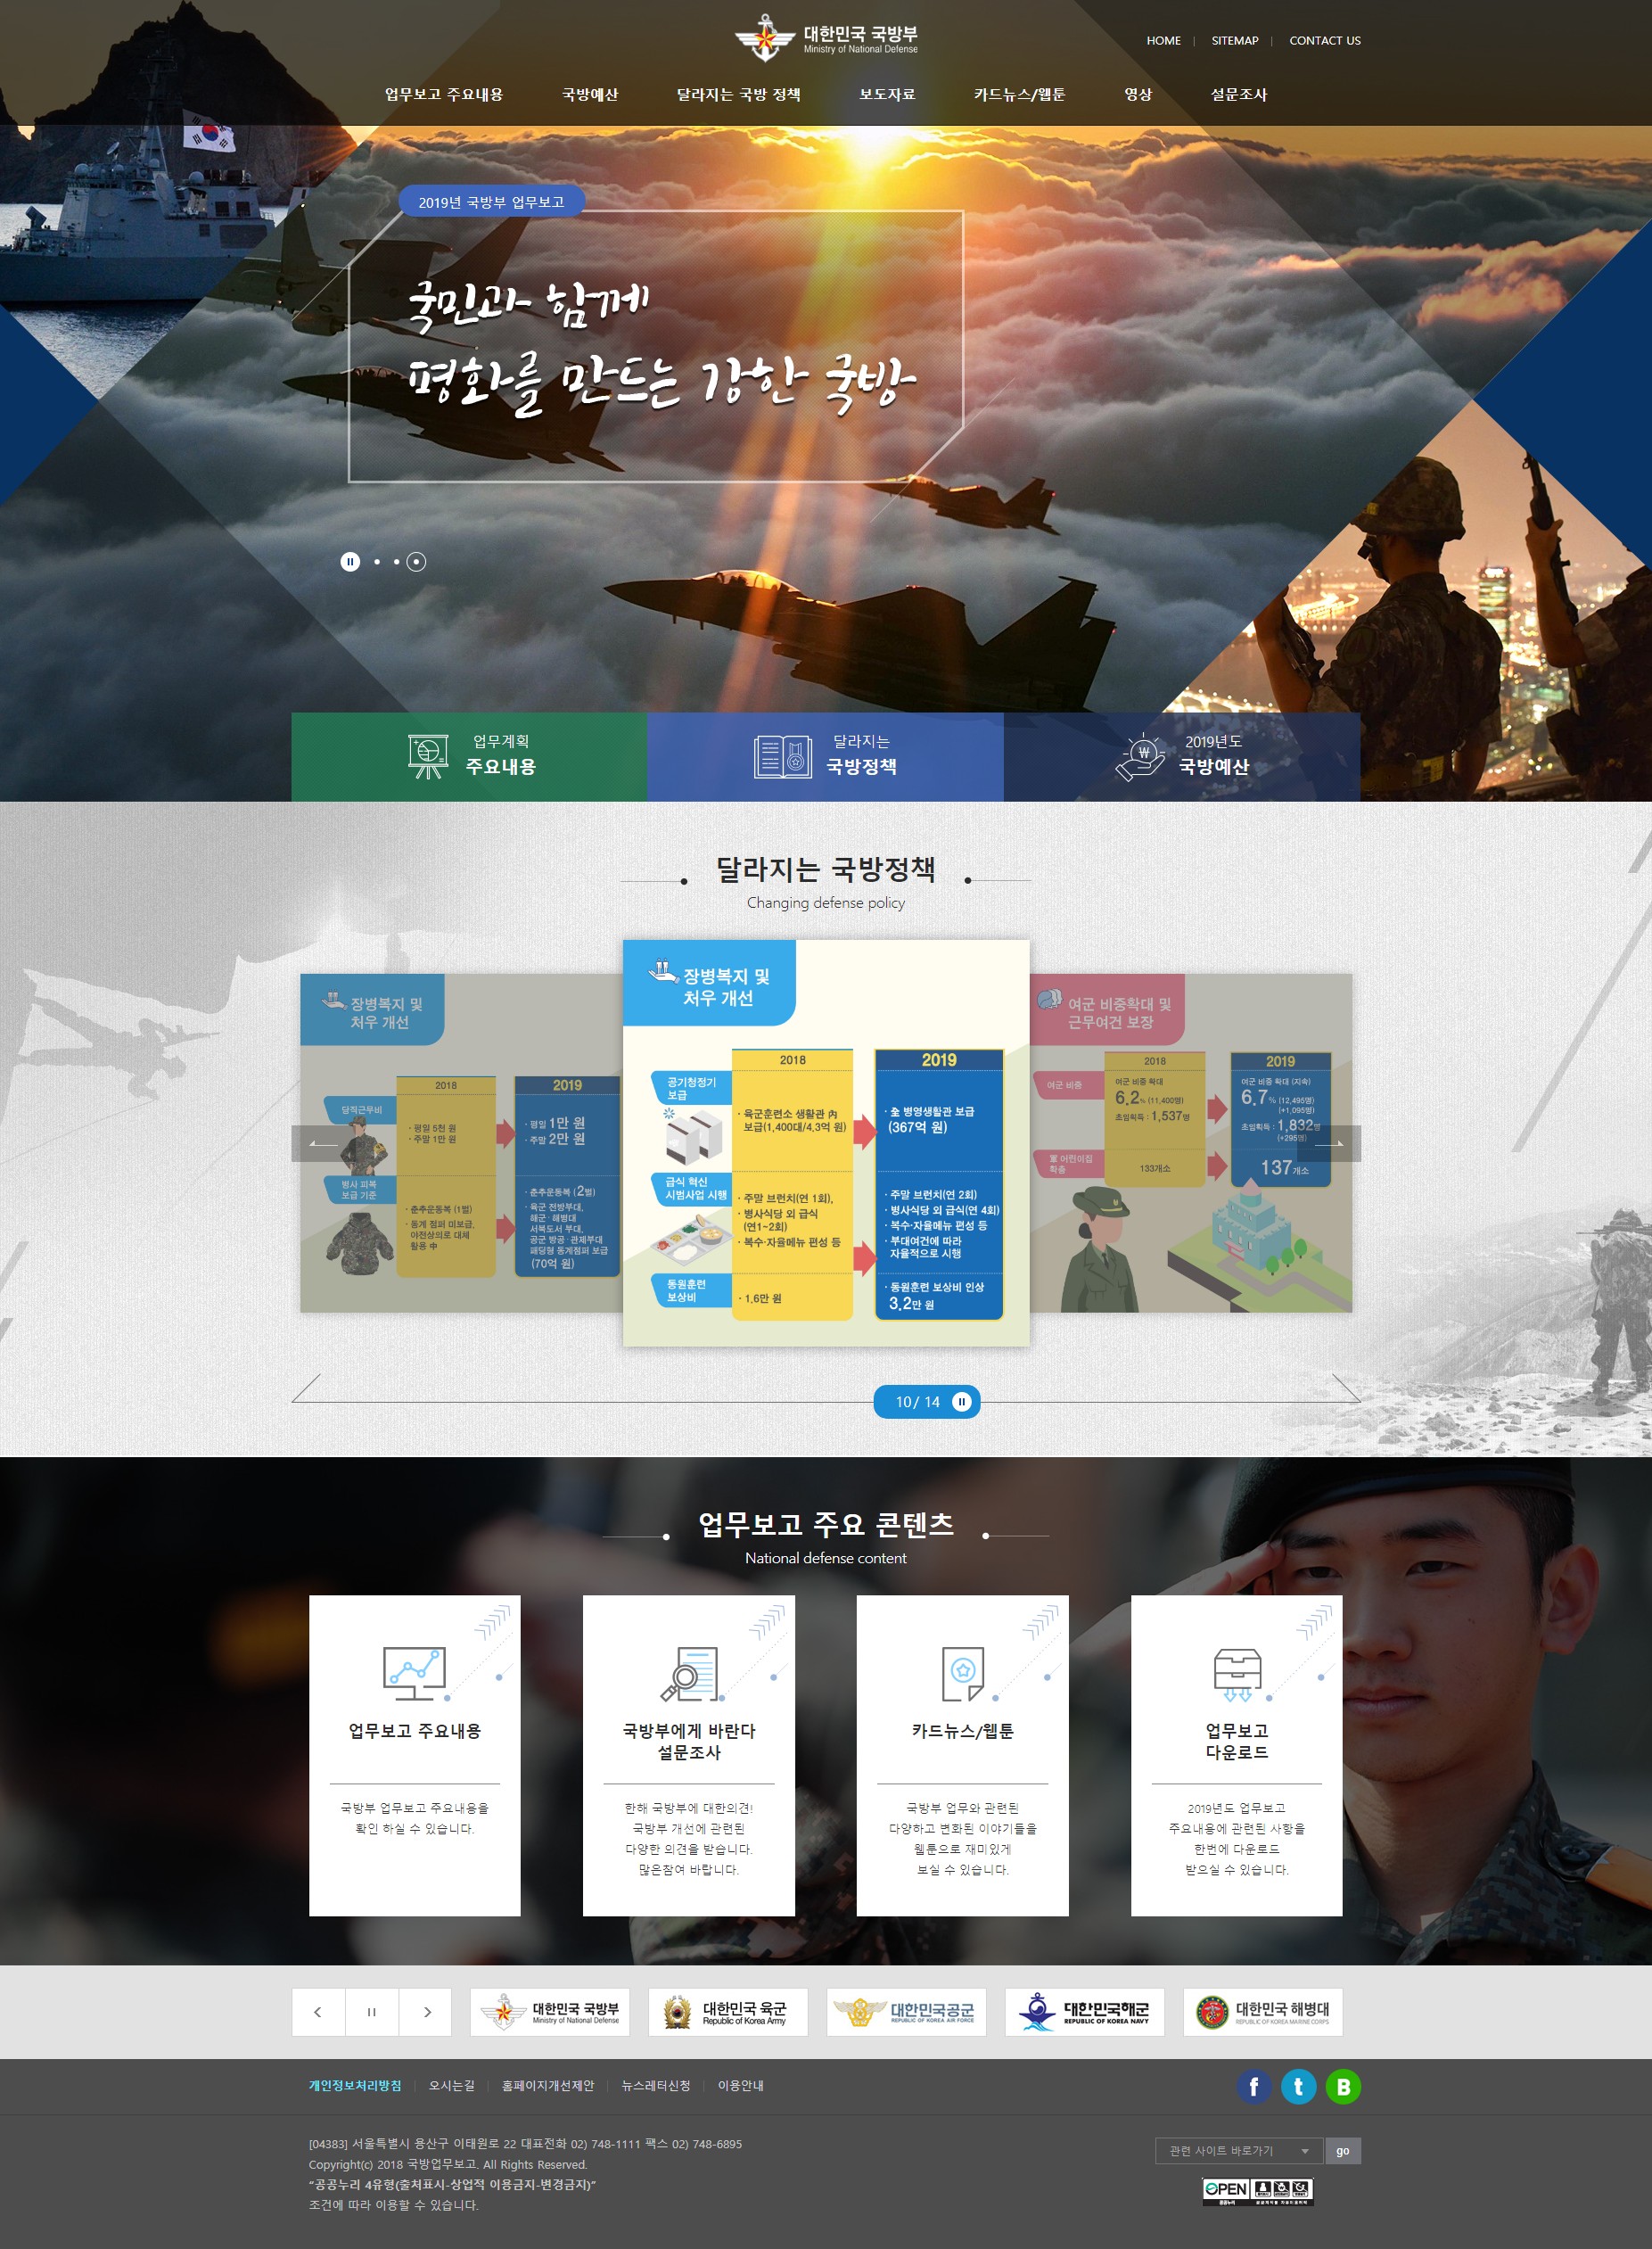 대한민국 국방부
Ministry of National Defense
HOME
SITEMAP
CONTACT US
업무보고 주요내용
국방예산
달라지는 국방 정책
보도자료
카드뉴스/웹툰
영상
설문조사
2019년 국방부 업무보고
국민과 함께
평화를 만드는 강한 국방
업무계획
주요내용
달라지는
국방정책
2019년도
국방예산
달라지는 국방정책
Changing defense policy
장병복지 및
처우 개선
2018
2019
당직근무비
· 평일 5천 원
· 주말 1만 원
· 평일 1만 원
· 주말 2만 원
병사 피복
보급 기준
· 춘추운동복 (1벌)
· 동계 점퍼 미보급,
야전상의로 대체
활용 中
· 춘추운동복 (2벌)
· 육군 전방부대,
해군·해병대
서북도서 부대,
공군 방공·관제부대
패딩형 동계점퍼 보급
(70억 원)
장병복지 및
처우 개선
2018
2019
공기청정기
보급
· 육군훈련소 생활관 內
보급(1,400대/4.3억 원)
· 全 병영생활관 보급
(367억 원)
급식 혁신
시범사업 시행
· 주말 브런치(연 1회),
· 병사식당 외 급식
(연1~2회)
· 복수·자율메뉴 편성 등
· 주말 브런치(연 2회)
· 병사식당 외 급식(연 4회)
· 복수·자율메뉴 편성 등
· 부대여건에 따라
자율적으로 시행
동원훈련
보상비
· 1.6만 원
· 동원훈련 보상비 인상
3.2만 원
여군 비중확대 및
근무여건 보장
2018
2019
여군 비중
여군 비중 확대
6.2% (11,400명)
초임획득 : 1,537명
여군 비중 확대 (지속)
6.7% (12,495명)
(+1,095명)
초임획득 : 1,832명
(+295명)
軍 어린이집
확충
133개소
137개소
10/ 14
업무보고 주요 콘텐츠
National defense content
업무보고 주요내용
국방부 업무보고 주요내용을
확인 하실 수 있습니다.
국방부에게 바란다
설문조사
한해 국방부에 대한의견!
국방부 개선에 관련된
다양한 의견을 받습니다.
많은참여 바랍니다.
카드뉴스/웹툰
국방부 업무와 관련된
다양하고 변화된 이야기들을
웹툰으로 재미있게
보실 수 있습니다.
업무보고
다운로드
2019년도 업무보고
주요내용에 관련된 사항을
한번에 다운로드
받으실 수 있습니다.
대한민국 국방부
Ministry of National Defense
대한민국 육군
Republic of Korea Army
대한민국공군
REPUBLIC OF KOREA AIR FORCE
대한민국해군
REPUBLIC OF KOREA NAVY
대한민국 해병대
REPUBLIC OF KOREA MARINE CORPS
개인정보처리방침
오시는길
홈페이지개선제안
뉴스레터신청
이용안내
f
t
B
[04383] 서울특별시 용산구 이태원로 22 대표전화 02) 748-1111 팩스 02) 748-6895
Copyright(c) 2018 국방업무보고. All Rights Reserved.
“공공누리 4유형(출처표시-상업적 이용금지-변경금지)”
조건에 따라 이용할 수 있습니다.
관련 사이트 바로가기
go
OPEN
공공누리